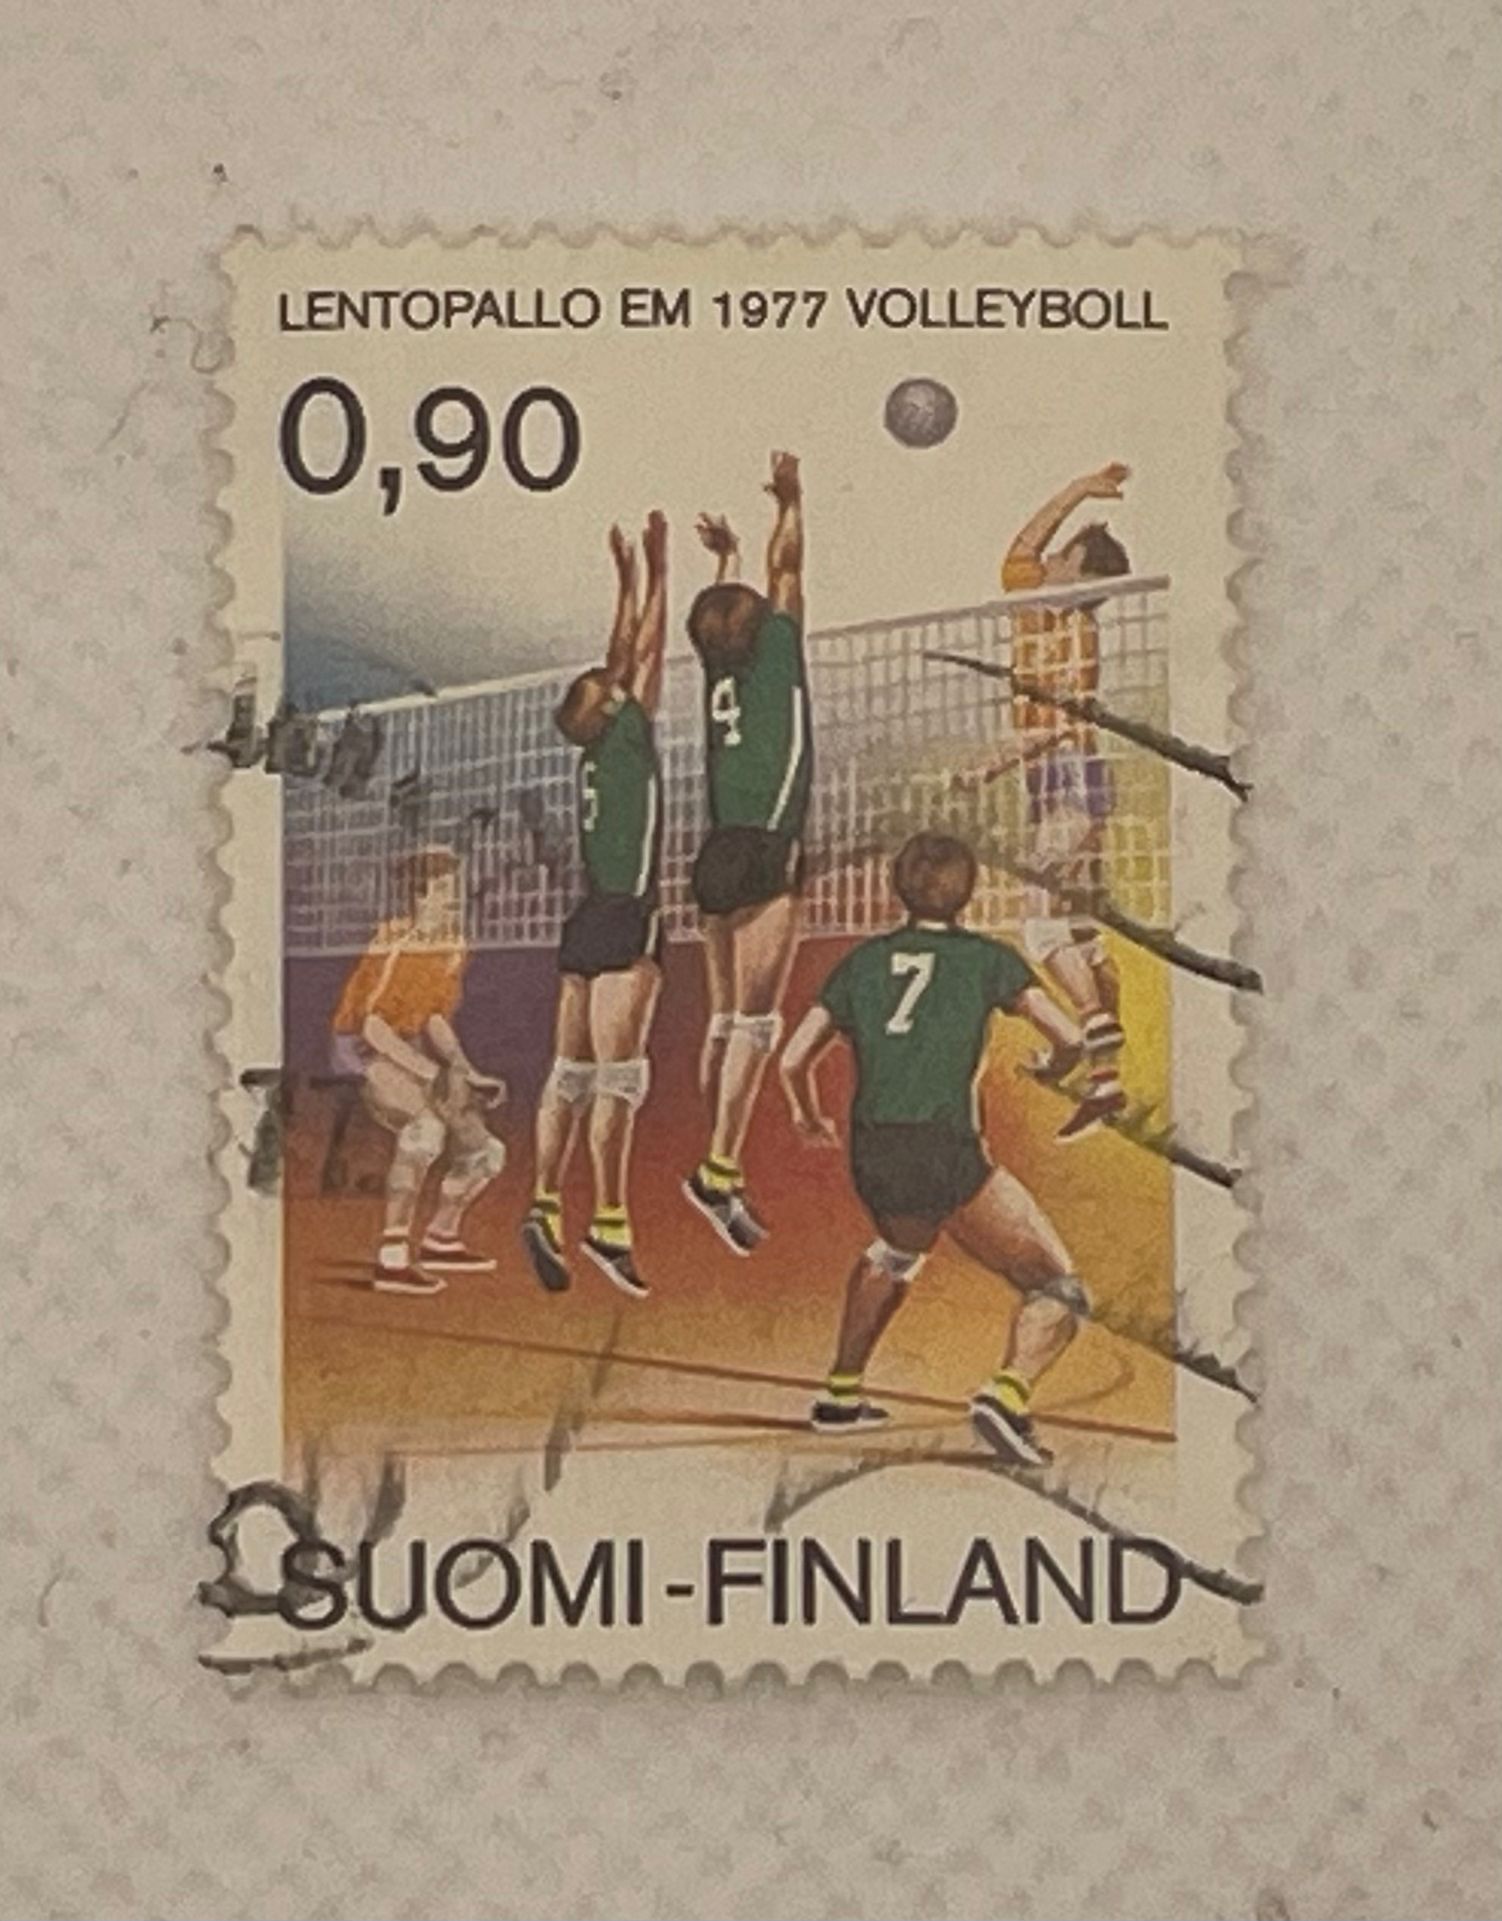 LENTOPALLO EM 1977 VOLLEYBOLL
0,90
5
4
7
SUOMI-FINLAND